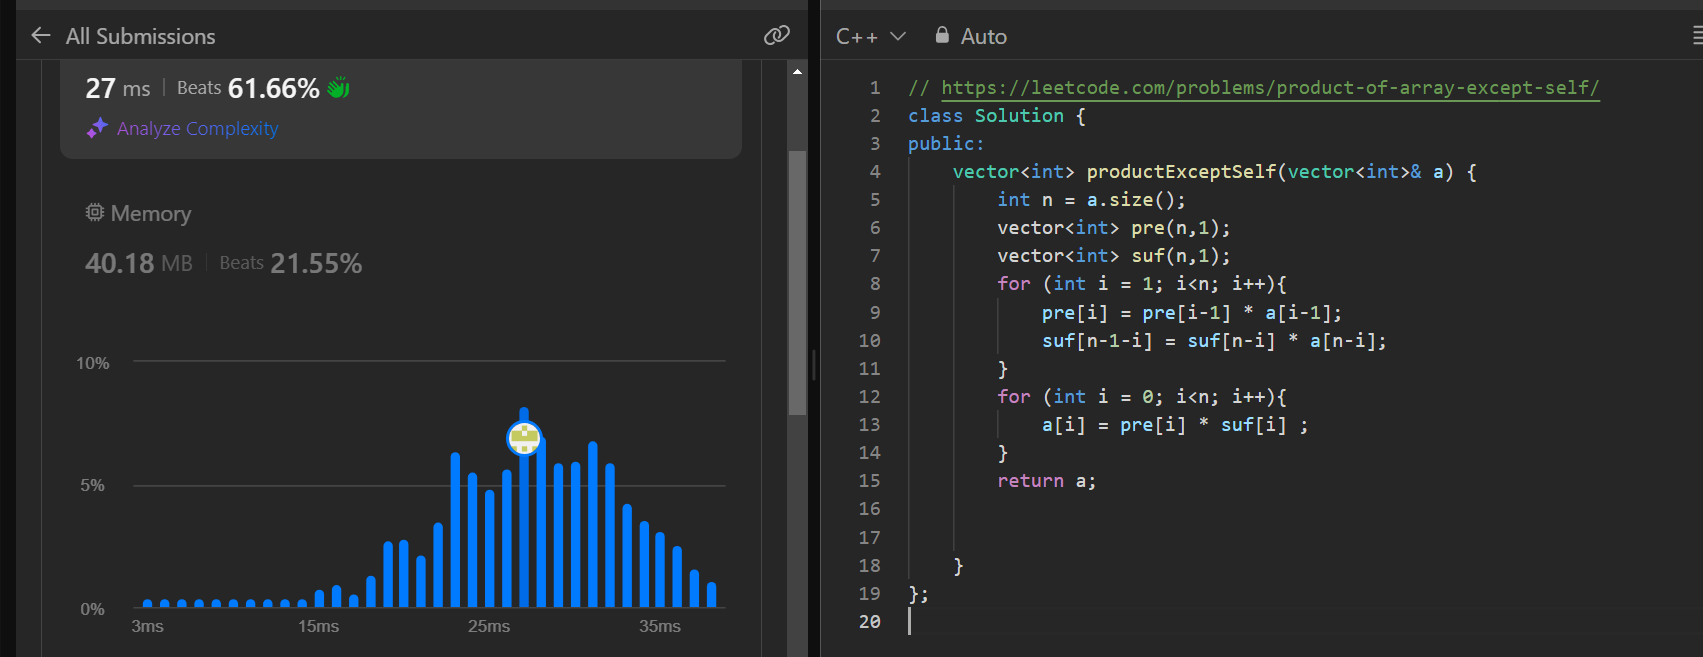 All Submissions
27 ms | Beats 61.66%
Analyze Complexity
Memory
40.18 MB | Beats 21.55%
10%
5%
0%
3ms 15ms 25ms 35ms
C++ Auto
1 // https://leetcode.com/problems/product-of-array-except-self/
2 class Solution {
3 public:
4     vector<int> productExceptSelf(vector<int>& a) {
5         int n = a.size();
6         vector<int> pre(n,1);
7         vector<int> suf(n,1);
8         for (int i = 1; i<n; i++){
9             pre[i] = pre[i-1] * a[i-1];
10             suf[n-1-i] = suf[n-i] * a[n-i];
11         }
12         for (int i = 0; i<n; i++){
13             a[i] = pre[i] * suf[i] ;
14         }
15         return a;
16
17
18     }
19 };
20